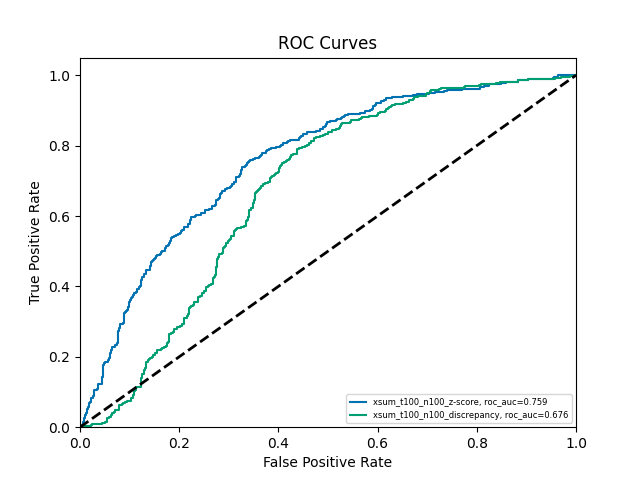 ROC Curves
True Positive Rate
1.0
0.8
0.6
0.4
0.2
0.0
0.0 0.2 0.4 0.6 0.8 1.0
False Positive Rate
xsum_t100_n100_z-score, roc_auc=0.759
xsum_t100_n100_discrepancy, roc_auc=0.676